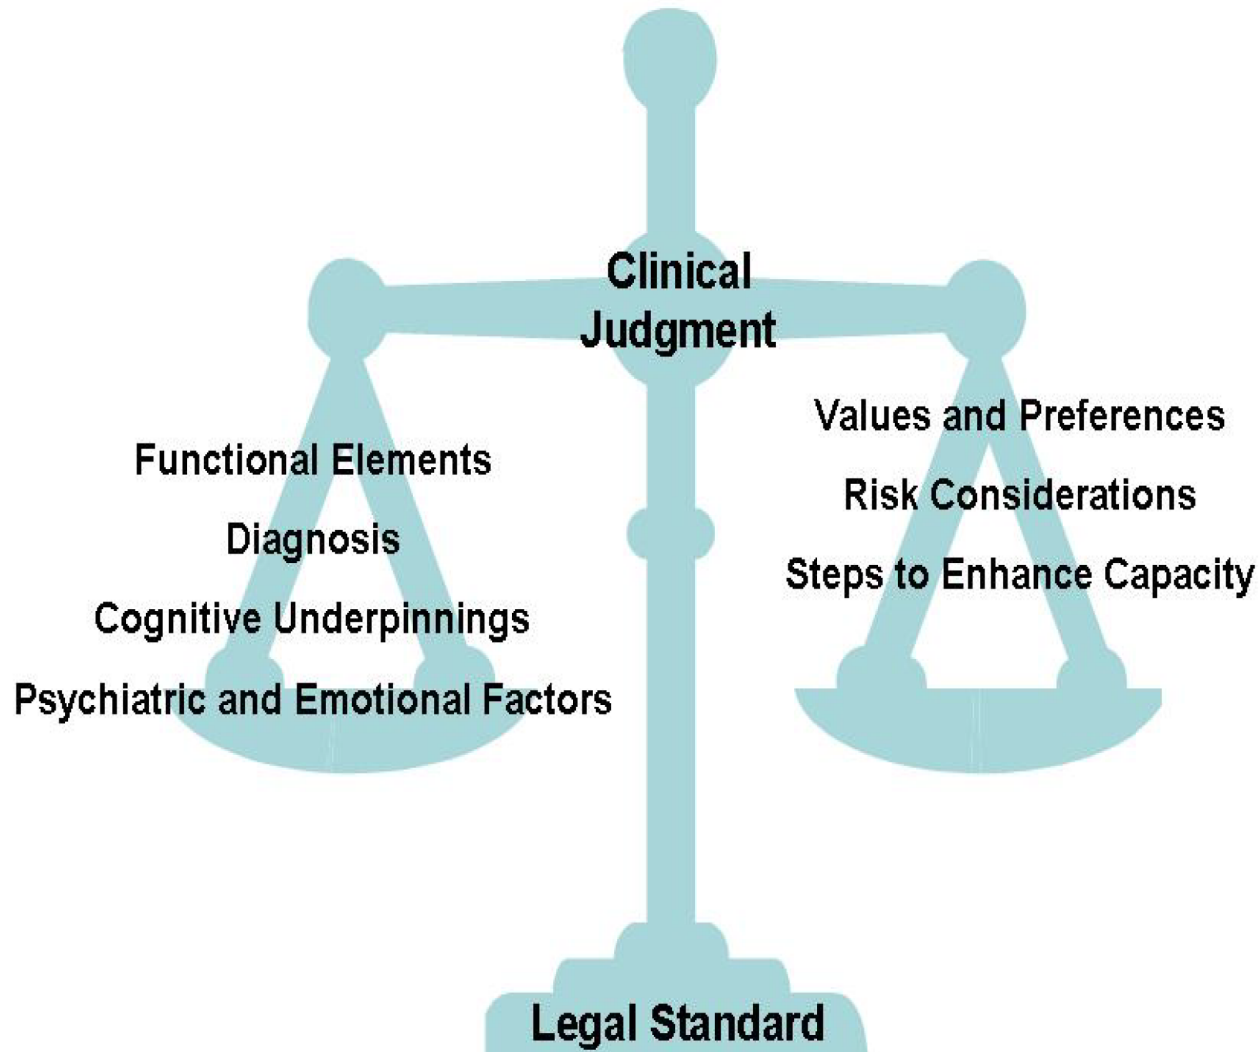 Clinical
Judgment
Functional Elements
Diagnosis
Cognitive Underpinnings
Psychiatric and Emotional Factors
Values and Preferences
Risk Considerations
Steps to Enhance Capacity
Legal Standard